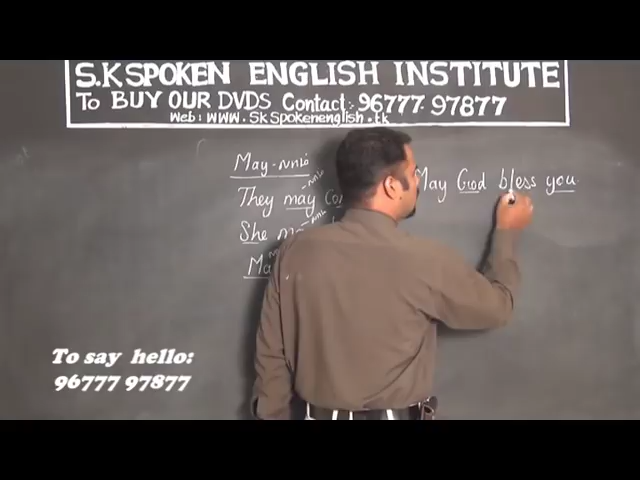 S.K SPOKEN ENGLISH INSTITUTE
To BUY OUR DVDS Contact:- 96777 97877
Web: WWW. SkSpokenenglish.tk
May -
They may
She
May God bless you.
To say hello:
96777 97877